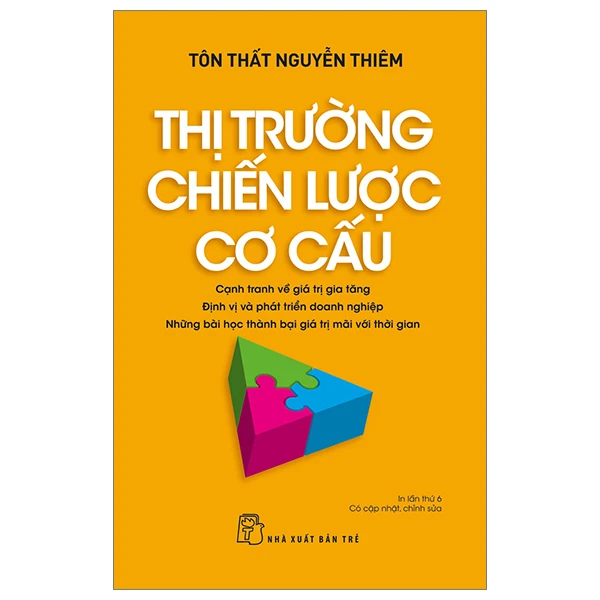 TÔN THẤT NGUYỄN THIÊM
THỊ TRƯỜNG
CHIẾN LƯỢC
CƠ CẤU
Cạnh tranh về giá trị gia tăng
Định vị và phát triển doanh nghiệp
Những bài học thành bại giá trị mãi với thời gian
In lần thứ 6
Có cập nhật, chỉnh sửa
T
NHÀ XUẤT BẢN TRẺ